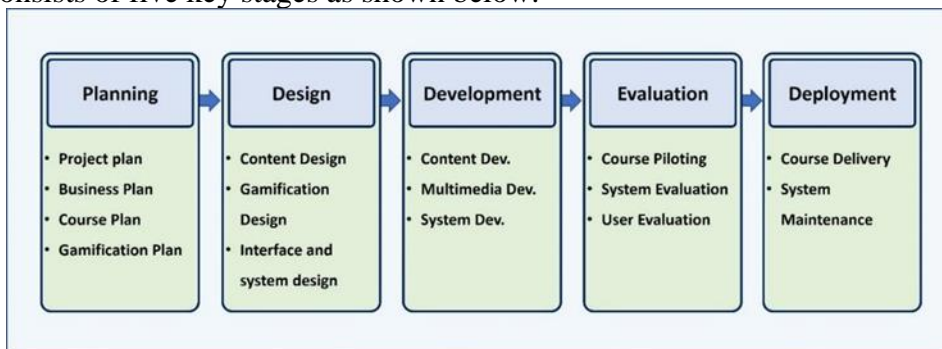 onsists of five key stages as shown below.
Planning
• Project plan
• Business Plan
• Course Plan
• Gamification Plan
Design
• Content Design
• Gamification
Design
• Interface and
system design
Development
• Content Dev.
• Multimedia Dev.
• System Dev.
Evaluation
• Course Piloting
• System Evaluation
• User Evaluation
Deployment
• Course Delivery
• System
Maintenance